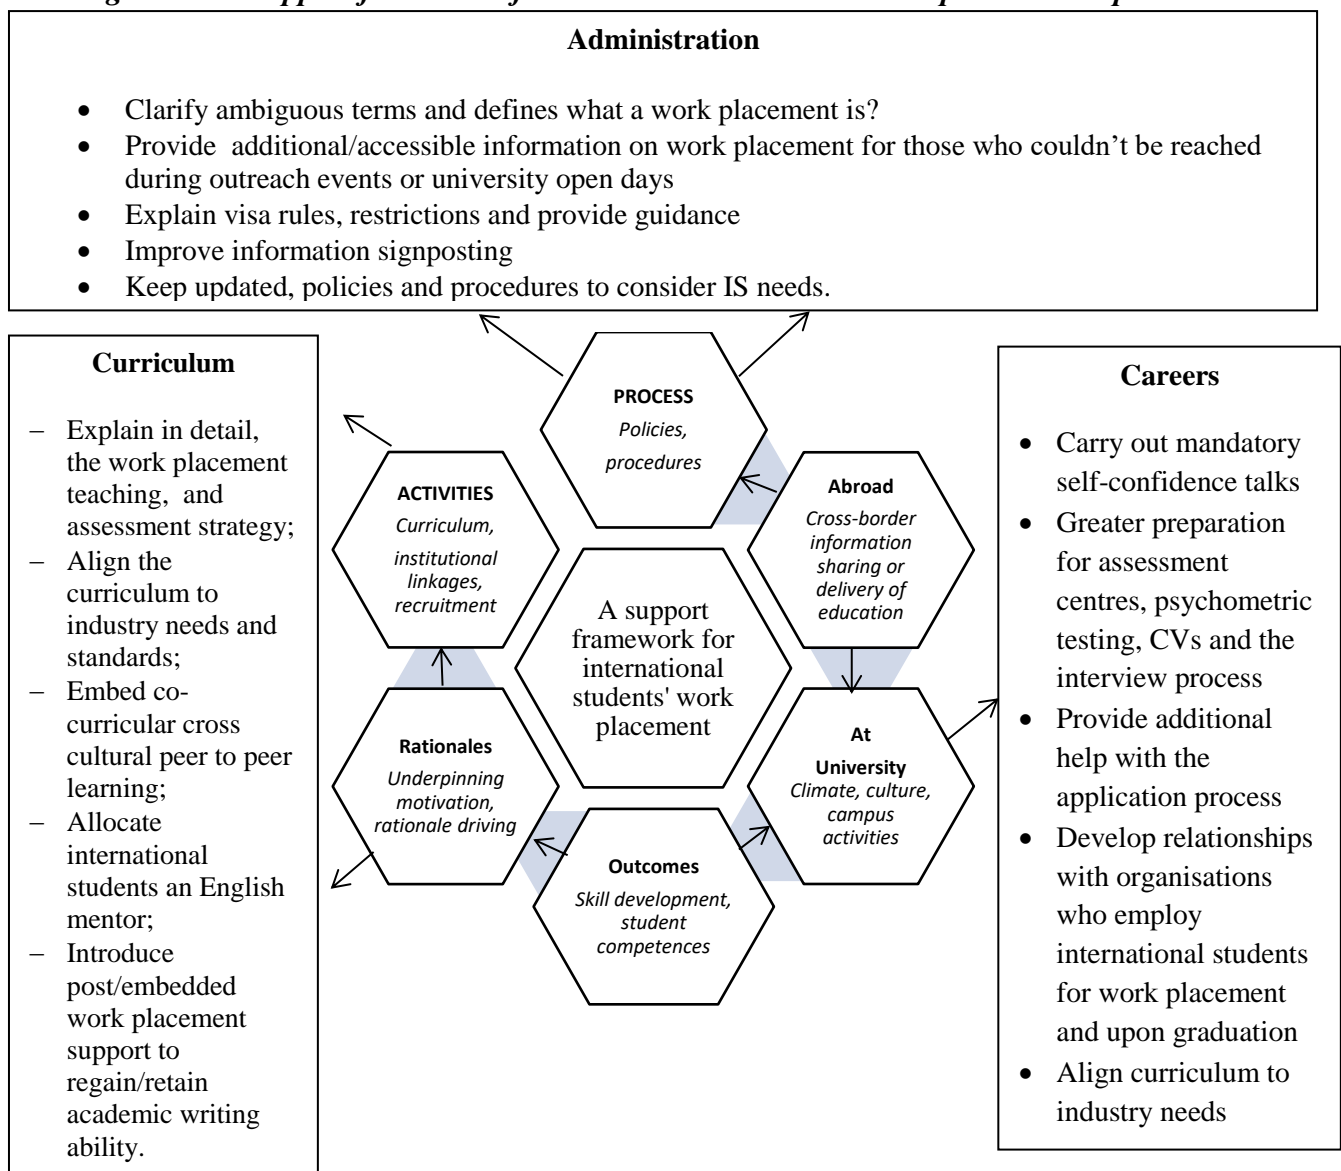 Administration
• Clarify ambiguous terms and defines what a work placement is?
• Provide additional/accessible information on work placement for those who couldn't be reached
during outreach events or university open days
• Explain visa rules, restrictions and provide guidance
• Improve information signposting
• Keep updated, policies and procedures to consider IS needs.
Curriculum
– Explain in detail,
the work placement
teaching, and
assessment strategy;
– Align the
curriculum to
industry needs and
standards;
– Embed co-
curricular cross
cultural peer to peer
learning;
– Allocate
international
students an English
mentor;
– Introduce
post/embedded
work placement
support to
regain/retain
academic writing
ability.
PROCESS
Policies,
procedures
ACTIVITIES
Curriculum,
institutional
linkages,
recruitment
Abroad
Cross-border
information
sharing or
delivery of
education
A support
framework for
international
students' work
placement
Rationales
Underpinning
motivation,
rationale driving
At
University
Climate, culture,
campus
activities
Outcomes
Skill development,
student
competences
Careers
• Carry out mandatory
self-confidence talks
• Greater preparation
for assessment
centres, psychometric
testing, CVs and the
interview process
• Provide additional
help with the
application process
• Develop relationships
with organisations
who employ
international students
for work placement
and upon graduation
• Align curriculum to
industry needs